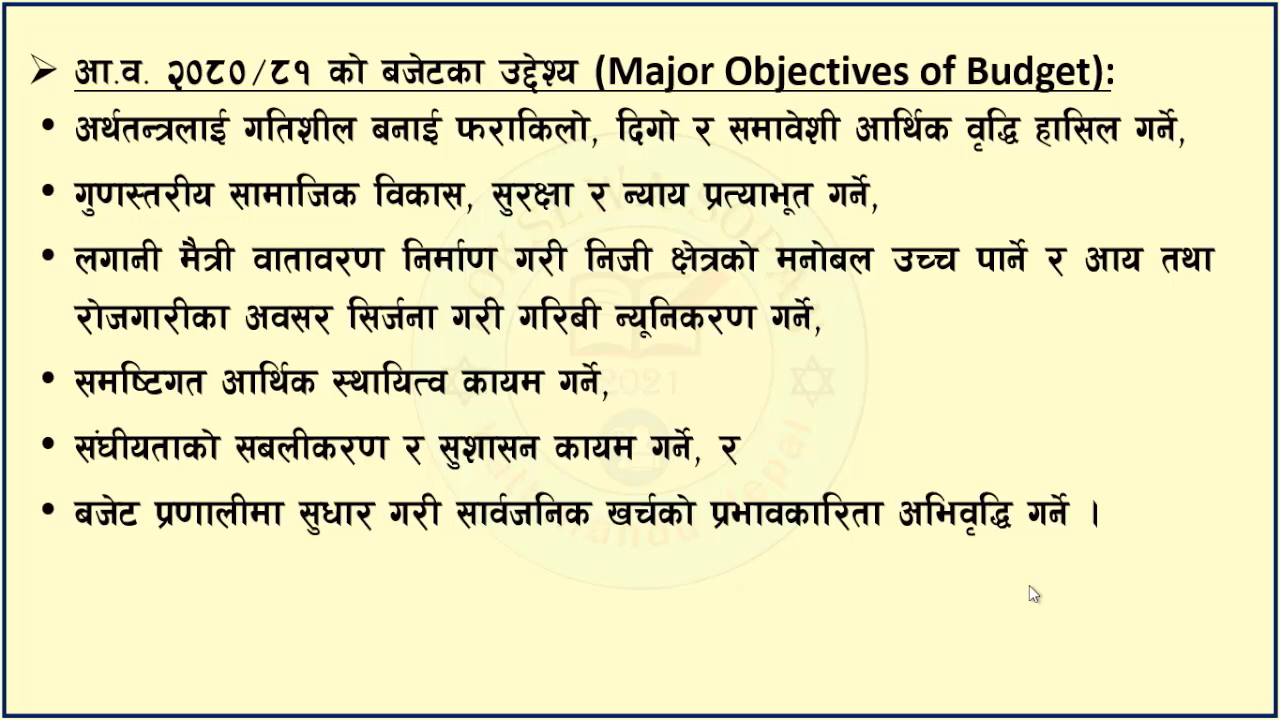 ➢ आ.व. २०८०/८१ को बजेटका उद्देश्य (Major Objectives of Budget):
• अर्थतन्त्रलाई गतिशील बनाई फराकिलो, दिगो र समावेशी आर्थिक वृद्धि हासिल गर्ने,
• गुणस्तरीय सामाजिक विकास, सुरक्षा र न्याय प्रत्याभूत गर्ने,
• लगानी मैत्री वातावरण निर्माण गरी निजी क्षेत्रको मनोबल उच्च पार्ने र आय तथा
रोजगारीका अवसर सिर्जना गरी गरिबी न्यूनिकरण गर्ने,
• समष्टिगत आर्थिक स्थायित्व कायम गर्ने,
• संघीयताको सबलीकरण र सुशासन कायम गर्ने, र
• बजेट प्रणालीमा सुधार गरी सार्वजनिक खर्चको प्रभावकारिता अभिवृद्धि गर्ने ।
2021